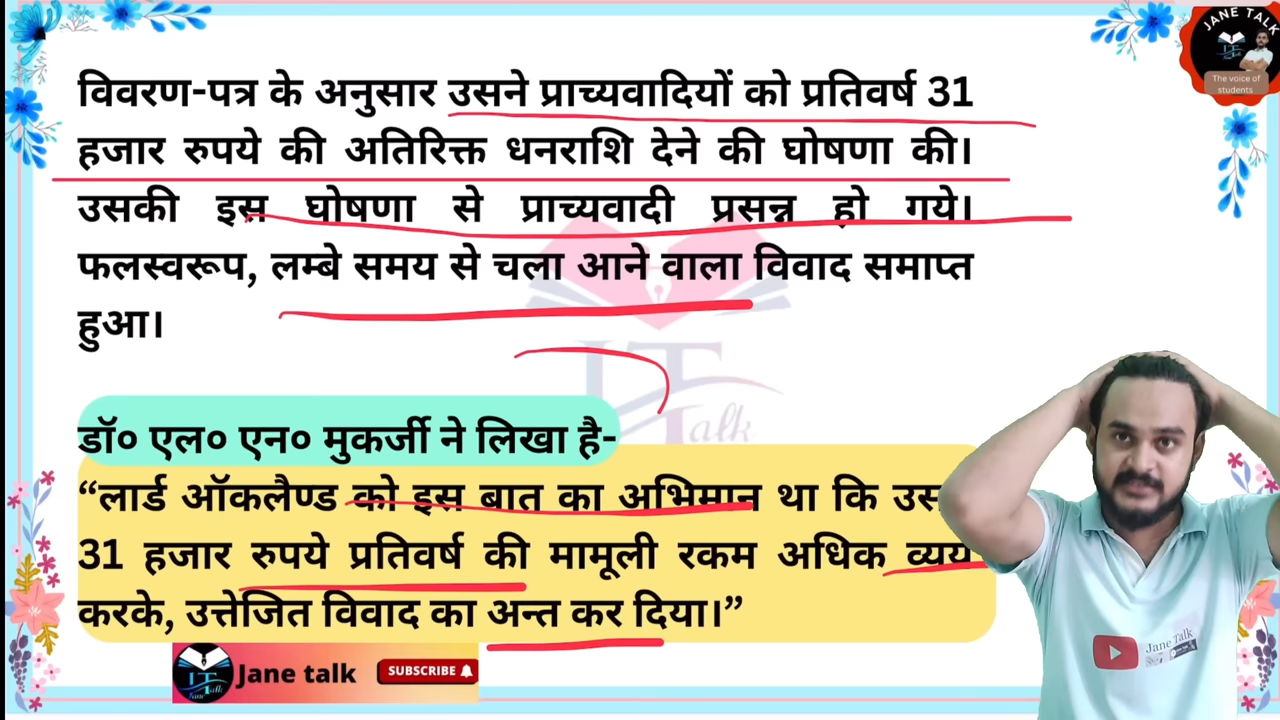 विवरण-पत्र के अनुसार उसने प्राच्यवादियों को प्रतिवर्ष 31
हजार रुपये की अतिरिक्त धनराशि देने की घोषणा की।
उसकी इस घोषणा से प्राच्यवादी प्रसन्न हो गये।
फलस्वरूप, लम्बे समय से चला आने वाला विवाद समाप्त
हुआ।
डॉ० एल० एन० मुकर्जी ने लिखा है-
“लार्ड ऑकलैण्ड को इस बात का अभिमान था कि
31 हजार रुपये प्रतिवर्ष की मामूली रकम अधिक व्यय
करके, उत्तेजित विवाद का अन्त कर दिया।”
Jane talk
SUBSCRIBE
JANE TALK
The voice of
students
Talk
Jane Talk